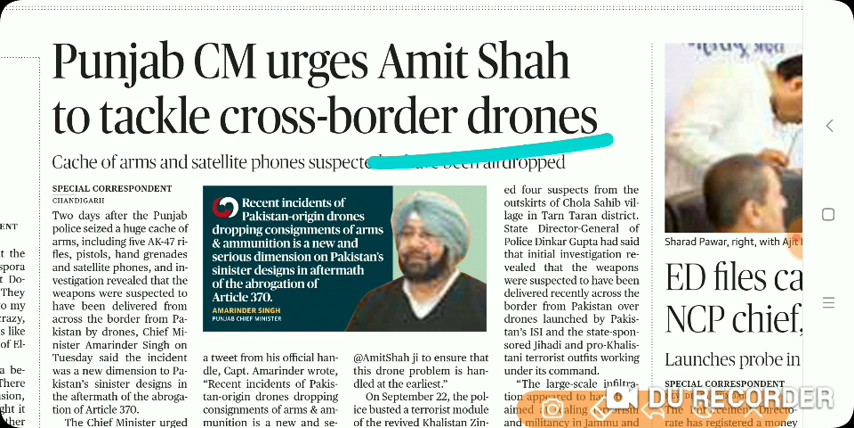 Punjab CM urges Amit Shah
to tackle cross-border drones
Cache of arms and satellite phones suspected airdropped
SPECIAL CORRESPONDENT
CHANDIGARH
Two days after the Punjab
police seized a huge cache of
arms, including five AK-47 ri-
fles, pistols, hand grenades
and satellite phones, and in-
vestigation revealed that the
weapons were suspected to
have been delivered from
across the border from Pa-
kistan by drones, Chief Mi-
nister Amarinder Singh on
Tuesday said the incident
was a new dimension to Pa-
kistan's sinister designs in
the aftermath of the abroga-
tion of Article 370.
The Chief Minister urged
Recent incidents of
Pakistan-origin drones
dropping consignments of arms
& ammunition is a new and
serious dimension on Pakistan's
sinister designs in aftermath
of the abrogation of
Article 370.
AMARINDER SINGH
PUNJAB CHIEF MINISTER
a tweet from his official han-
dle, Capt. Amarinder wrote,
"Recent incidents of Pakis-
tan-origin drones dropping
consignments of arms & am-
munition is a new and se-
@AmitShah ji to ensure that
this drone problem is han-
dled at the earliest."
On September 22, the pol-
ice busted a terrorist module
of the revived Khalistan Zin-
ed four suspects from the
outskirts of Chola Sahib vil-
lage in Tarn Taran district.
State Director-General of
Police Dinkar Gupta had said
that initial investigation re-
vealed that the weapons
were suspected to have been
delivered recently across the
border from Pakistan over
drones launched by Pakis-
tan's ISI and the state-spon-
sored Jihadi and pro-Khalis-
tani terrorist outfits working
under its command.
"The large-scale infiltra-
tion appeared to
aimed
and militancy in Jammu and
Sharad Pawar, right, with Ajit
ED files ca
NCP chief,
Launches probe in
SPECIAL CORRESPONDENT
rate has registered a money
DU RECORDER